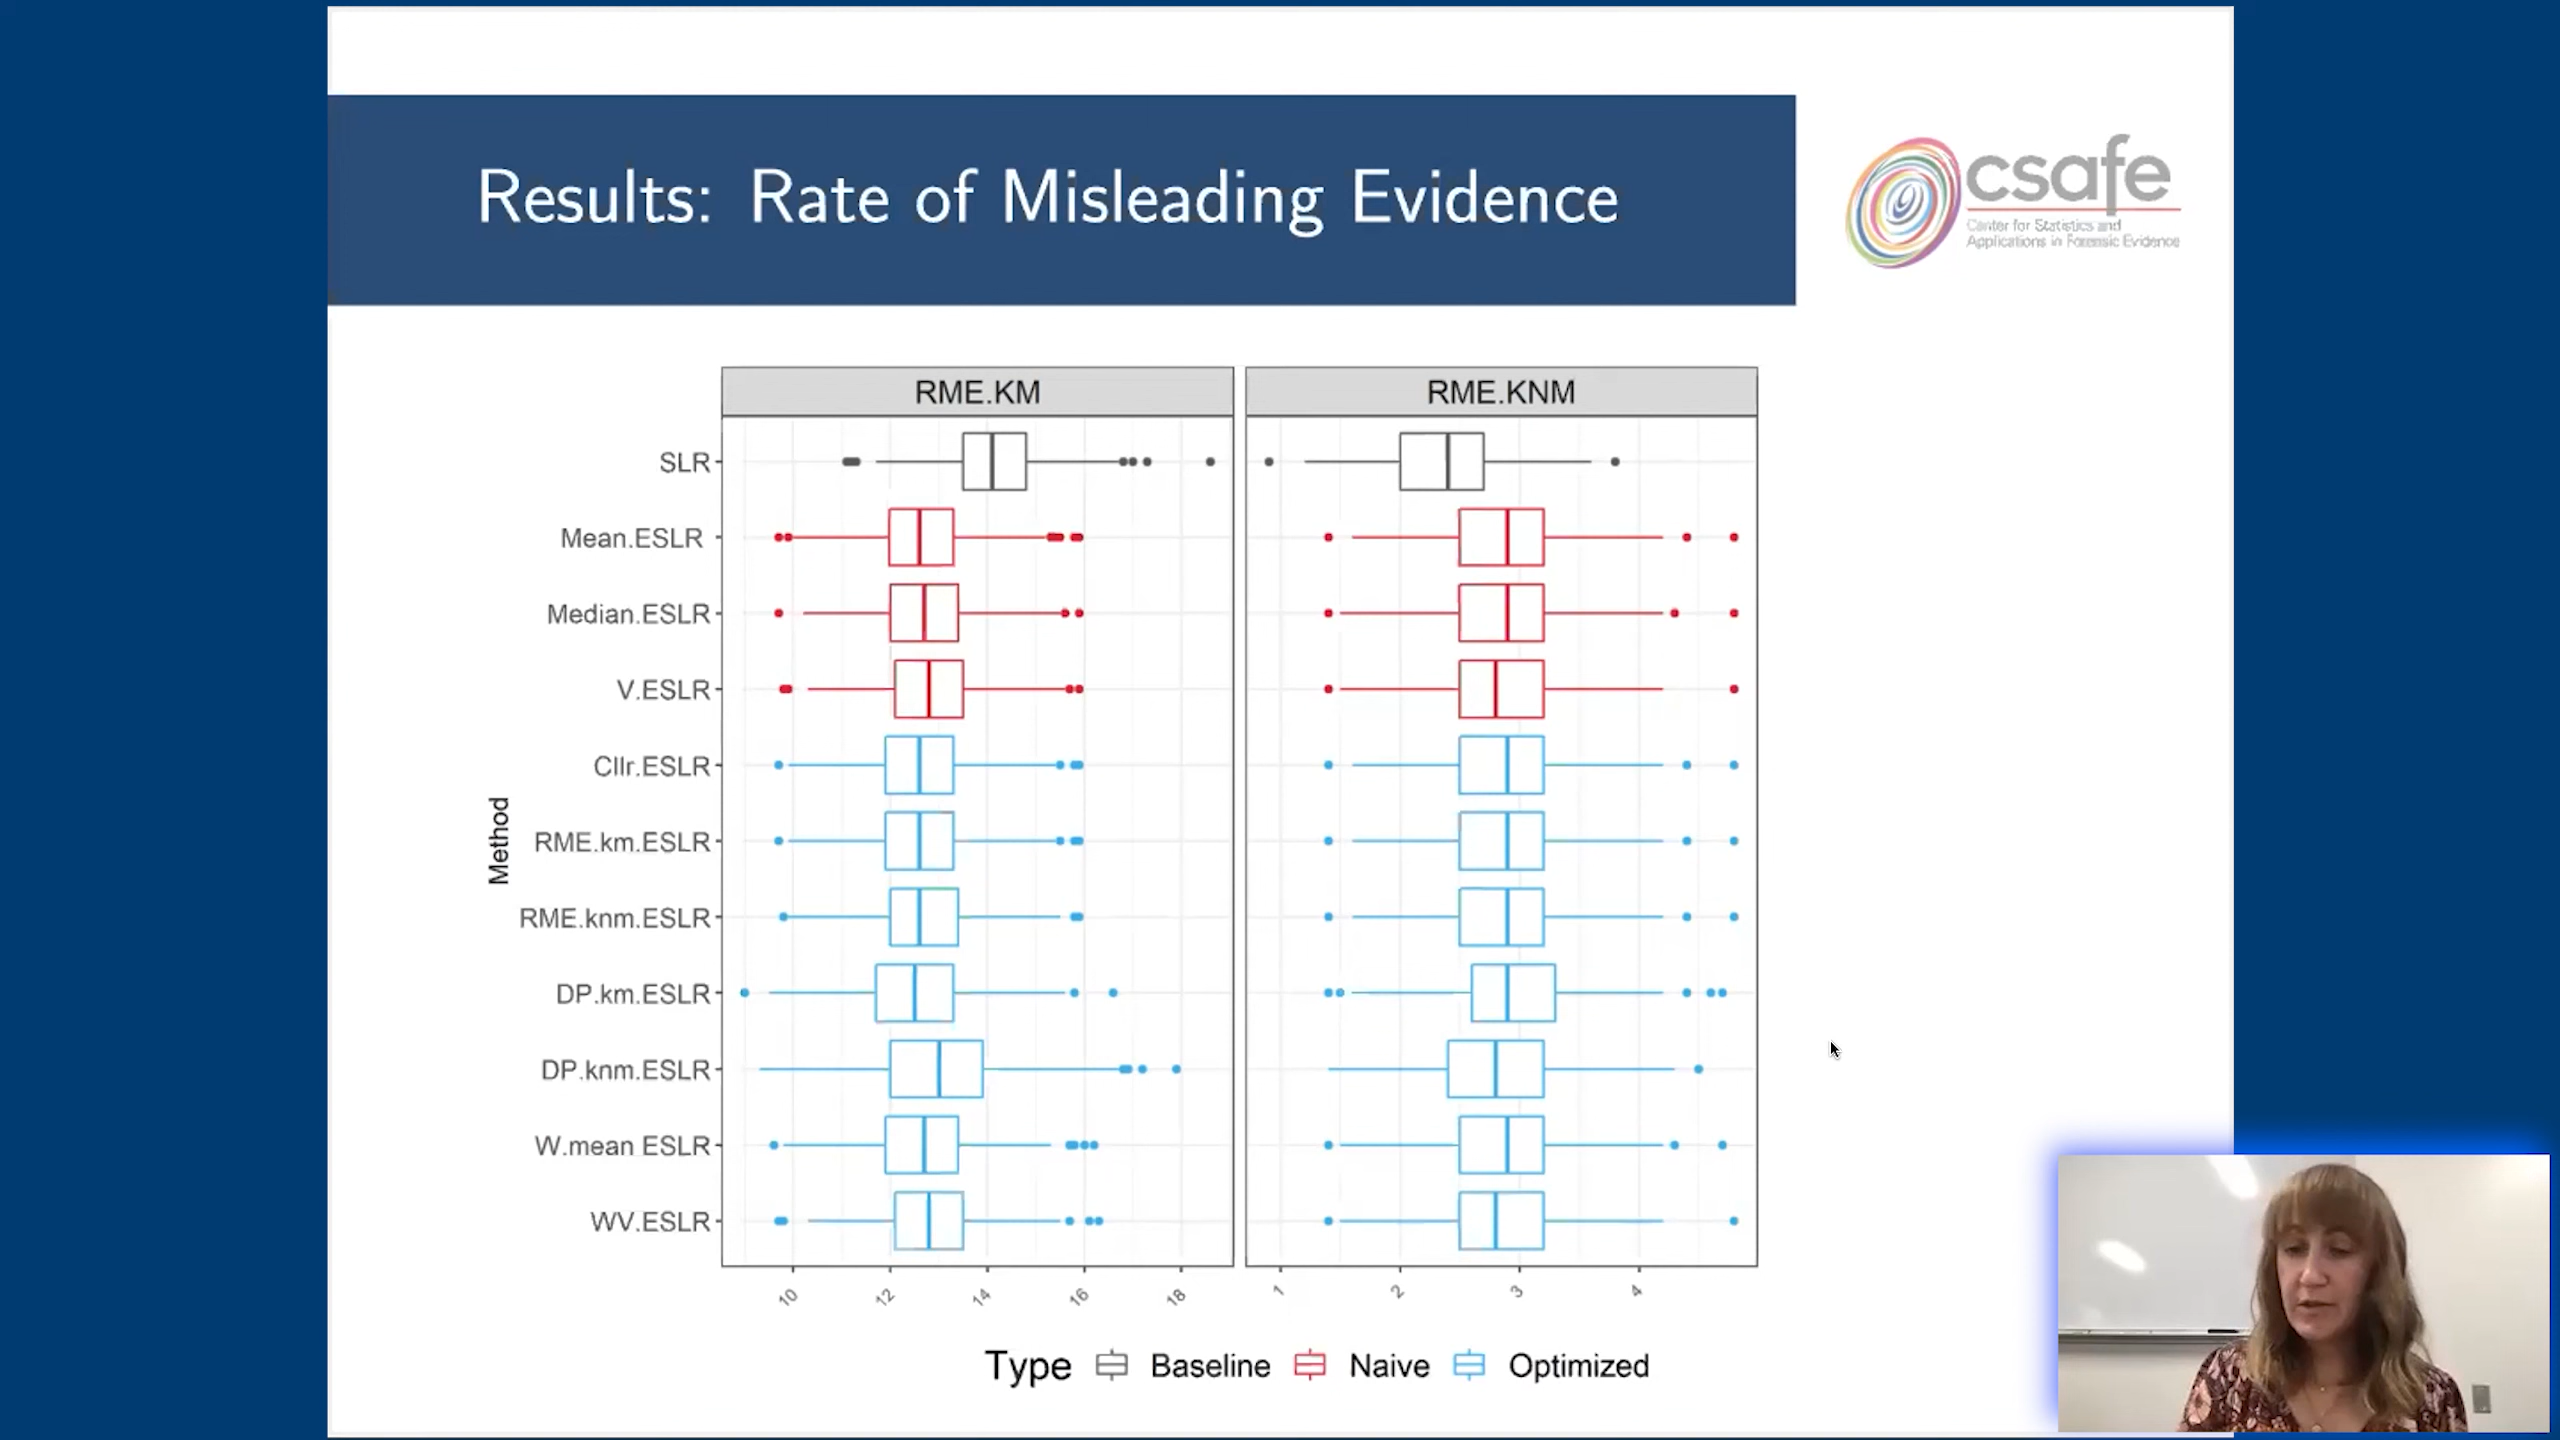 Results: Rate of Misleading Evidence
csafe
Center for Statistics and
Applications in Forensic Evidence
RME.KM
RME.KNM
Method
SLR
Mean.ESLR
Median.ESLR
V.ESLR
Cllr.ESLR
RME.km.ESLR
RME.knm.ESLR
DP.km.ESLR
DP.knm.ESLR
W.mean ESLR
WV.ESLR
10 12 14 16 18
1 2 3 4
Type Baseline Naive Optimized